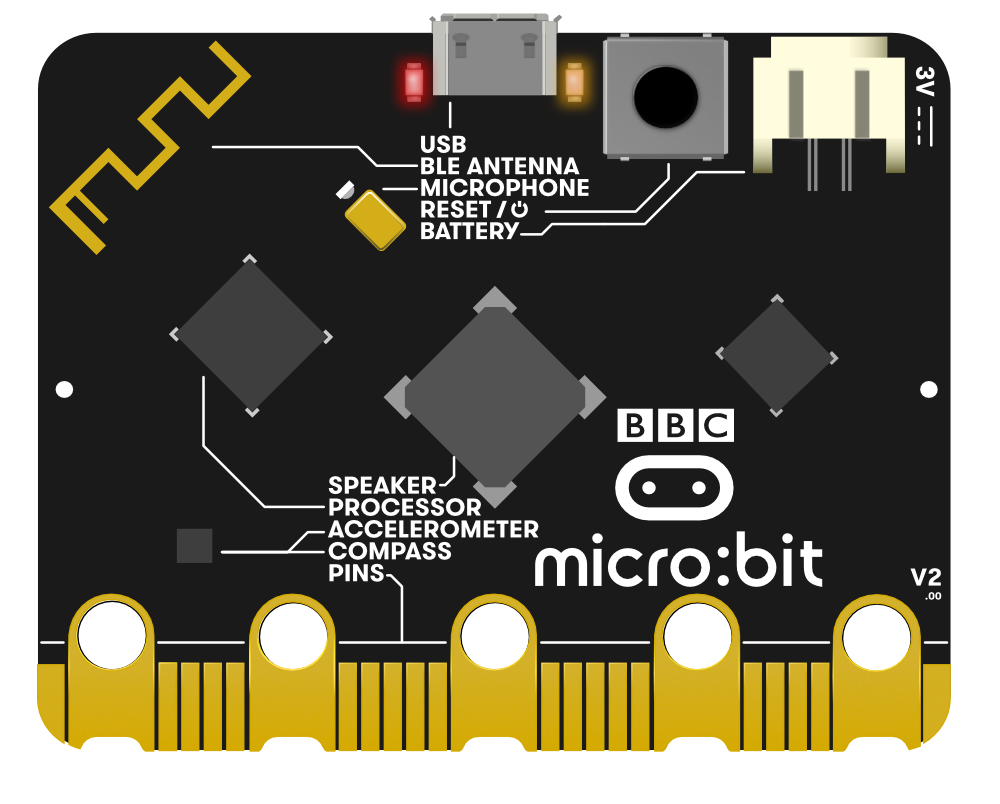 3V
USB
BLE ANTENNA
MICROPHONE
RESET / ⏻
BATTERY
BBC
SPEAKER
PROCESSOR
ACCELEROMETER
COMPASS
PINS
micro:bit
V2
.00